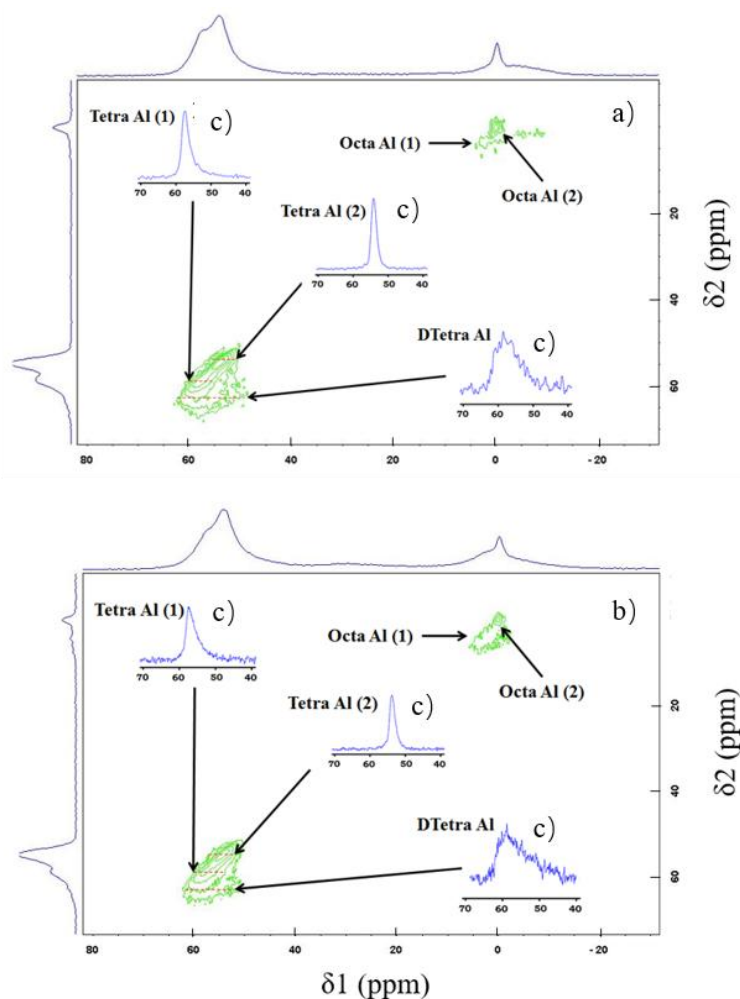 Tetra Al (1) c)
70 60 50 40
a)
Octa Al (1)
Octa Al (2)
Tetra Al (2) c)
70 60 50 40
20
40
60
δ2 (ppm)
DTetra Al c)
70 60 50 40
80 60 40 20 0 -20
Tetra Al (1) c)
70 60 50 40
b)
Octa Al (1)
Octa Al (2)
Tetra Al (2) c)
70 60 50 40
20
40
60
δ2 (ppm)
DTetra Al c)
70 60 50 40
80 60 40 20 0 -20
δ1 (ppm)